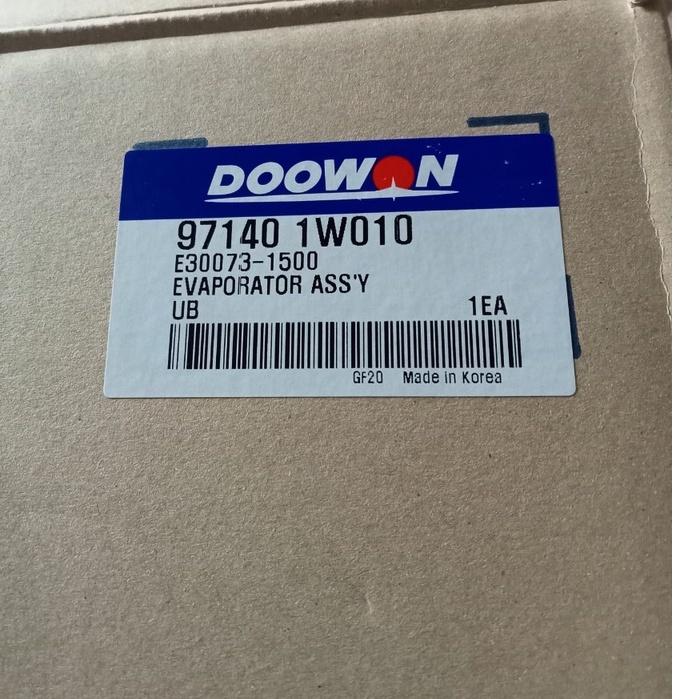 DOOWON
97140 1W010
E30073-1500
EVAPORATOR ASS'Y
UB 1EA
GF20 Made in Korea